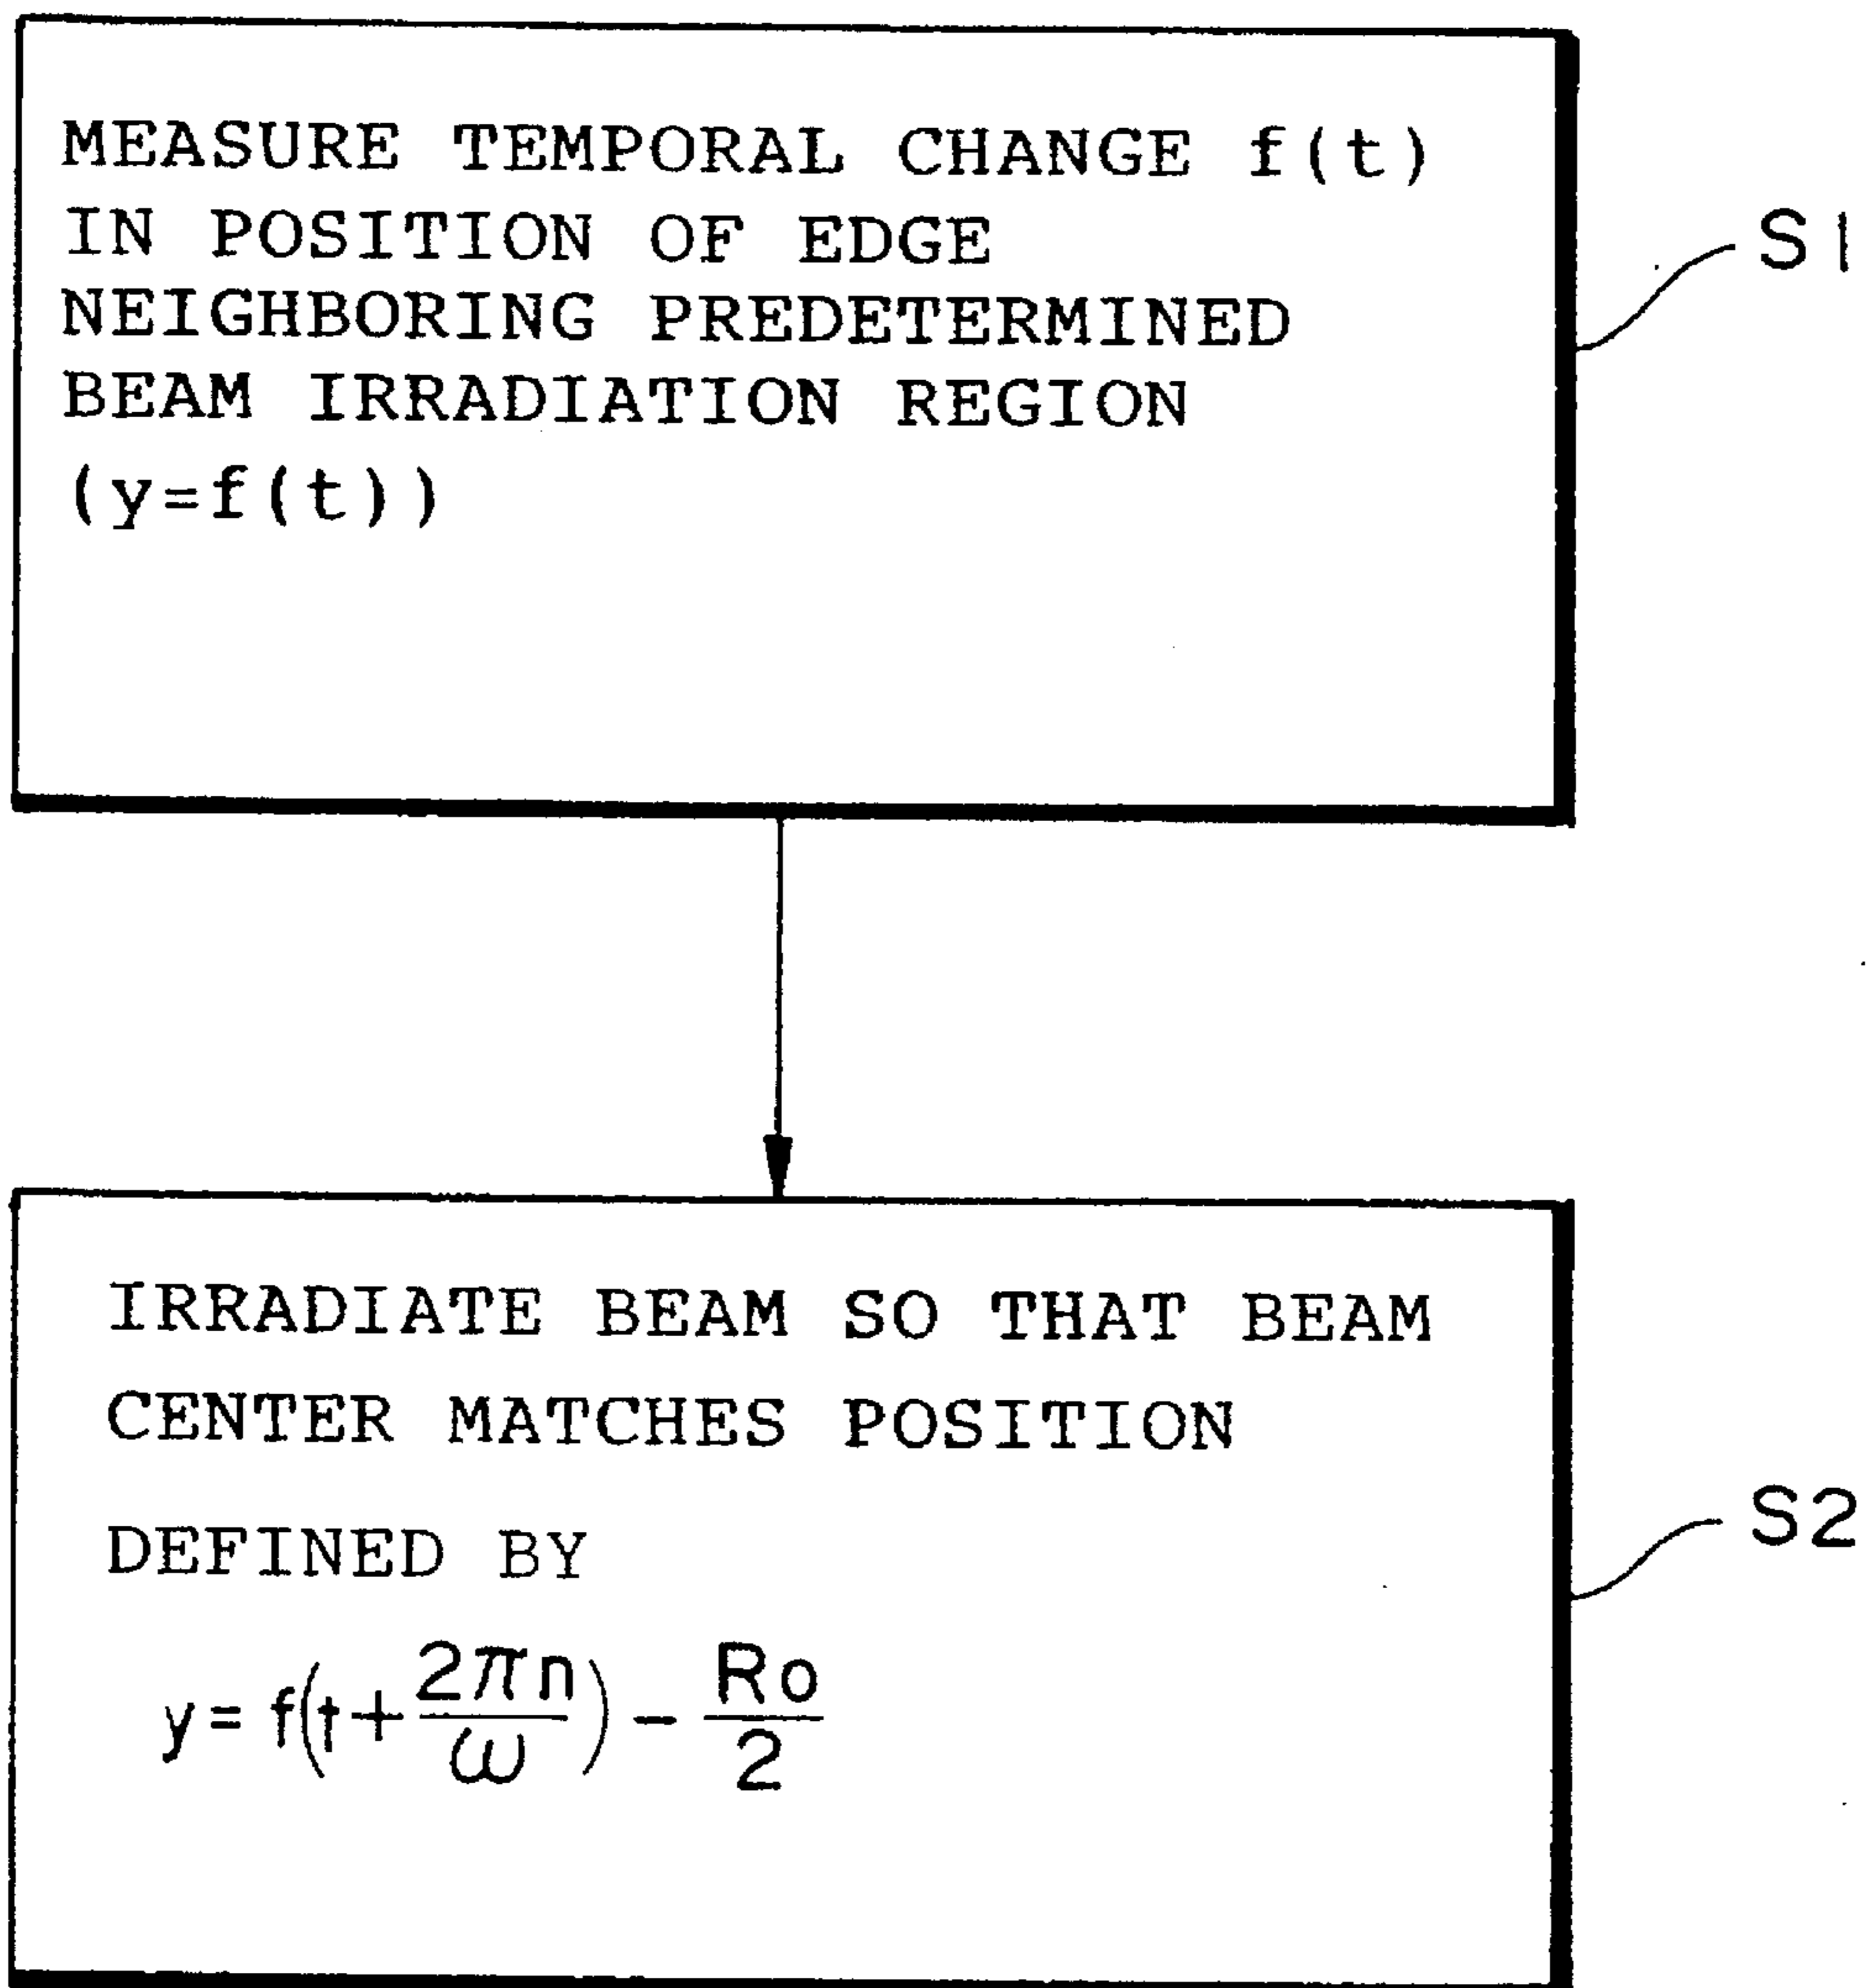 MEASURE TEMPORAL CHANGE f(t)
IN POSITION OF EDGE
NEIGHBORING PREDETERMINED
BEAM IRRADIATION REGION
(y=f(t))
S1
IRRADIATE BEAM SO THAT BEAM
CENTER MATCHES POSITION
DEFINED BY
y= f(t+2πn/ω)-Ro/2
S2